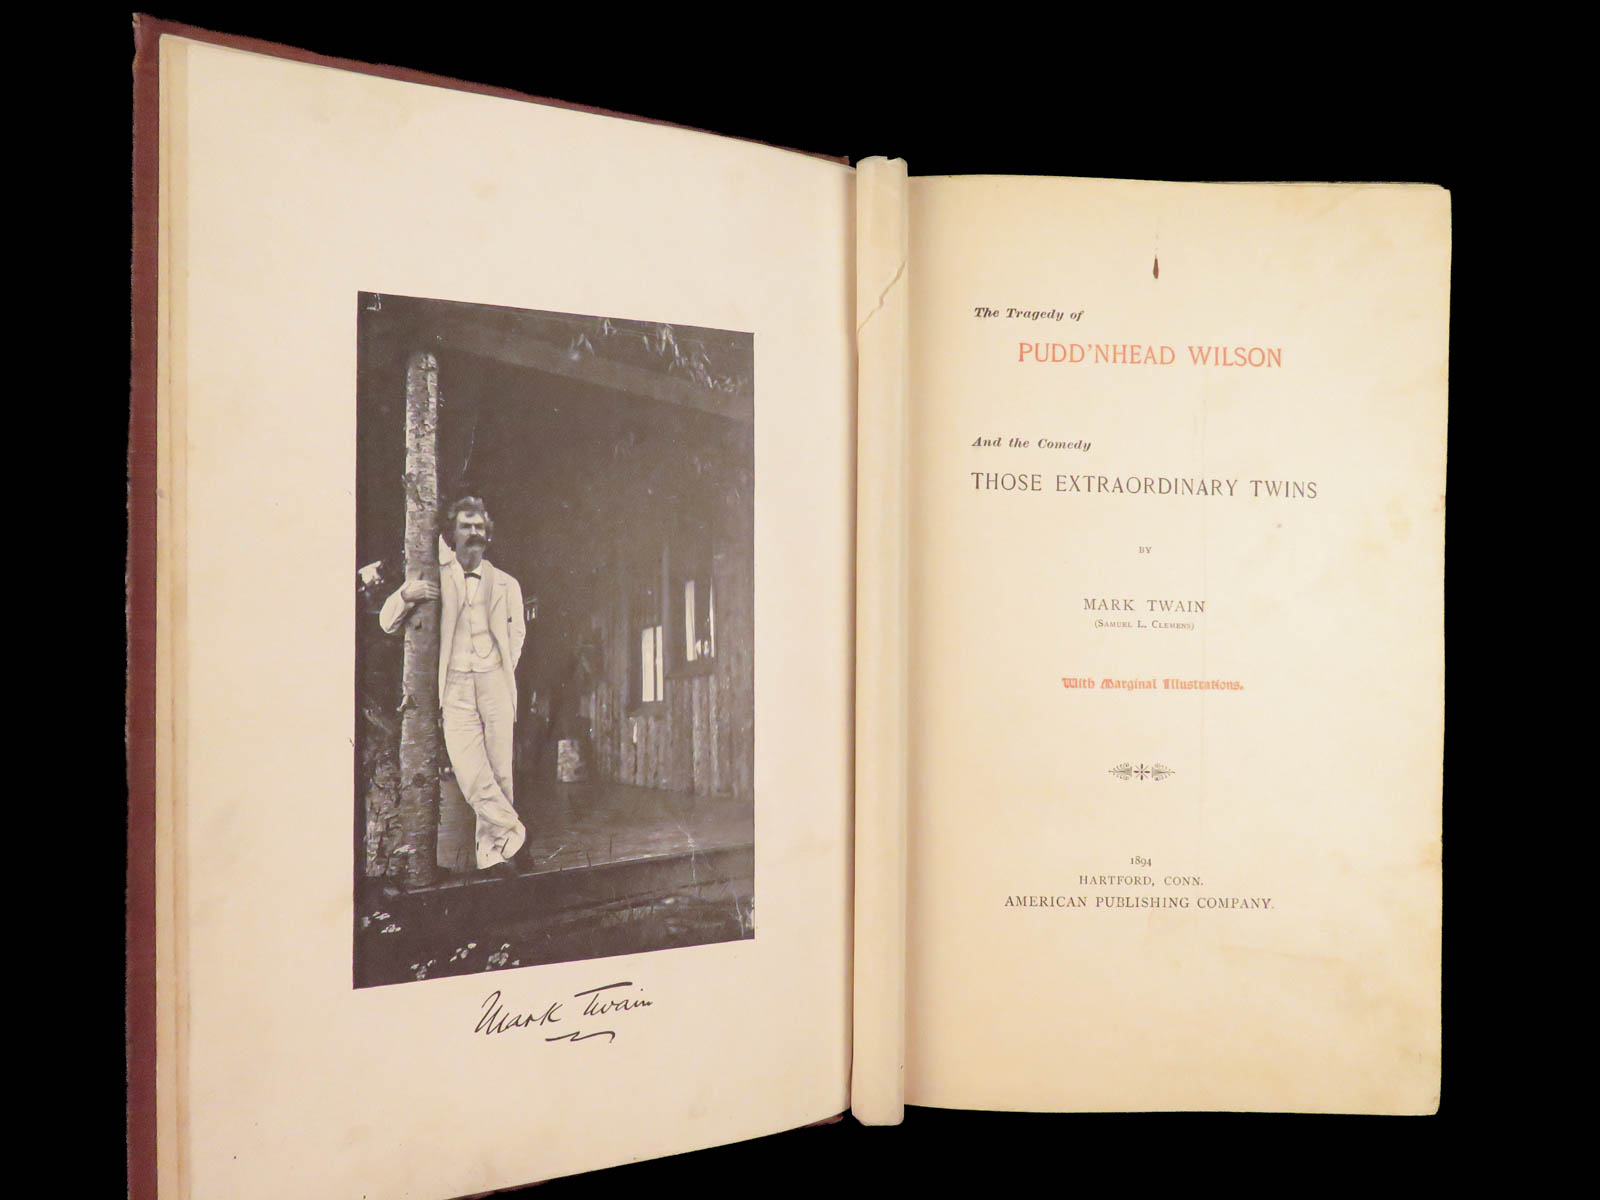 Mark Twain
The Tragedy of
PUDD'NHEAD WILSON
And the Comedy
THOSE EXTRAORDINARY TWINS
BY
MARK TWAIN
(SAMUEL L. CLEMENS)
With Marginal Illustrations.
1894
HARTFORD, CONN.
AMERICAN PUBLISHING COMPANY.